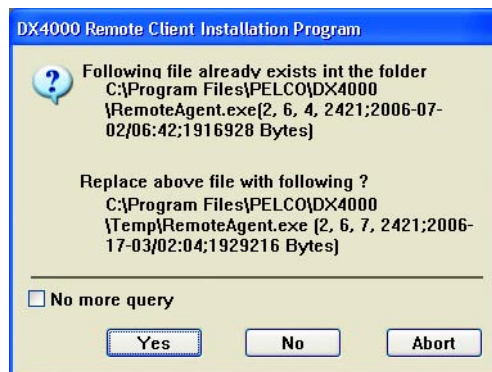 DX4000 Remote Client Installation Program
Following file already exists int the folder
C:\Program Files\PELCO\DX4000
\RemoteAgent.exe(2, 6, 4, 2421;2006-07-
02/06:42;1916928 Bytes)
Replace above file with following ?
C:\Program Files\PELCO\DX4000
\Temp\RemoteAgent.exe (2, 6, 7, 2421;2006-
17-03/02:04;1929216 Bytes)
No more query
Yes
No
Abort